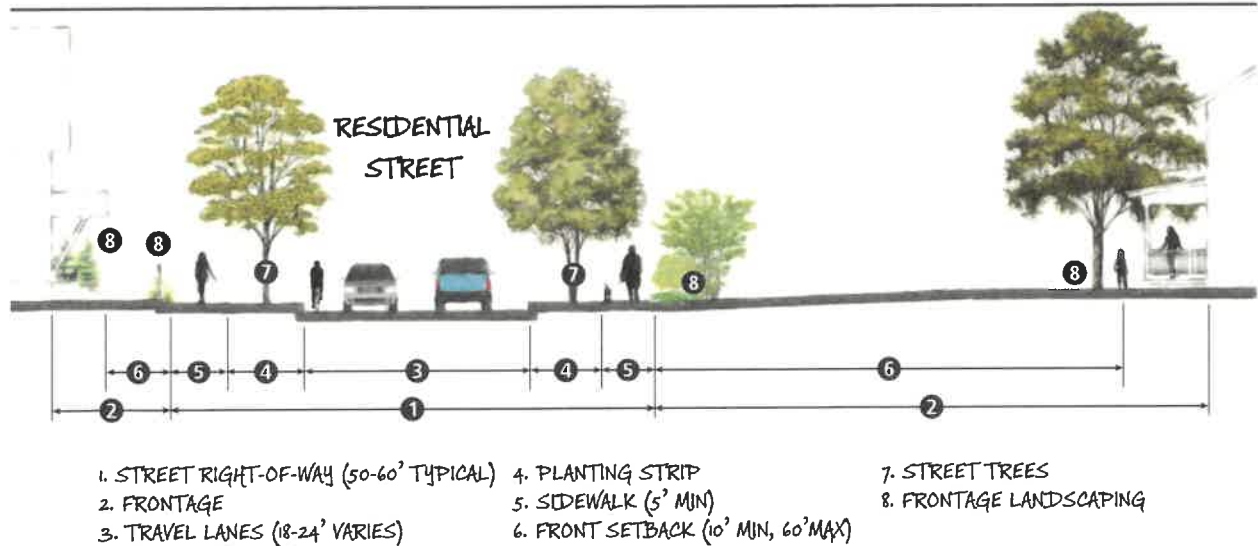 RESIDENTIAL
STREET
8
8
7
7
8
8
6
5
4
3
4
5
6
2
1
2
1. STREET RIGHT-OF-WAY (50-60' TYPICAL)
2. FRONTAGE
3. TRAVEL LANES (18-24' VARIES)
4. PLANTING STRIP
5. SIDEWALK (5' MIN)
6. FRONT SETBACK (10' MIN, 60'MAX)
7. STREET TREES
8. FRONTAGE LANDSCAPING